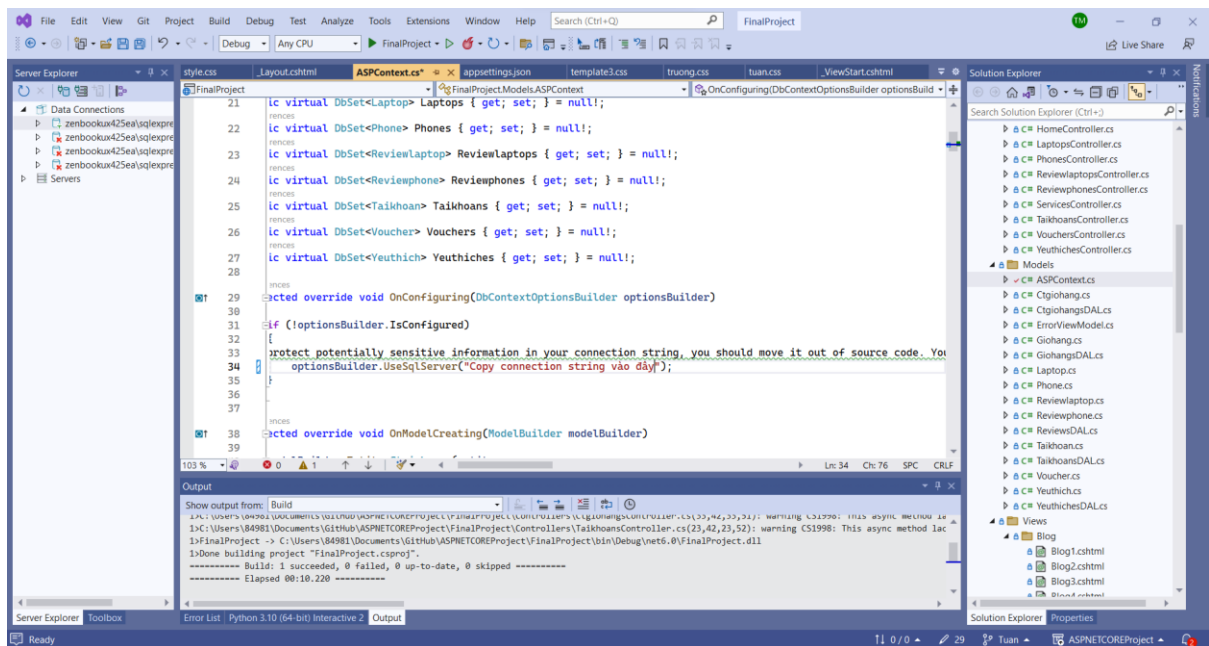 File Edit View Git Project Build Debug Test Analyze Tools Extensions Window Help Search (Ctrl+Q) FinalProject TM
Debug Any CPU FinalProject Live Share
Server Explorer
Data Connections
zenbookux425ea\sqlexpre
zenbookux425ea\sqlexpre
zenbookux425ea\sqlexpre
Servers
style.css _Layout.cshtml ASPContext.cs* appsettings.json template3.css truong.css tuan.css _ViewStart.cshtml
FinalProject FinalProject.Models.ASPContext OnConfiguring(DbContextOptionsBuilder optionsBuild
21 ic virtual DbSet<Laptop> Laptops { get; set; } = null!;
rences
22 ic virtual DbSet<Phone> Phones { get; set; } = null!;
rences
23 ic virtual DbSet<Reviewlaptop> Reviewlaptops { get; set; } = null!;
rences
24 ic virtual DbSet<Reviewphone> Reviewphones { get; set; } = null!;
rences
25 ic virtual DbSet<Taikhoan> Taikhoans { get; set; } = null!;
rences
26 ic virtual DbSet<Voucher> Vouchers { get; set; } = null!;
rences
27 ic virtual DbSet<Yeuthich> Yeuthiches { get; set; } = null!;
28
ences
29 ected override void OnConfiguring(DbContextOptionsBuilder optionsBuilder)
30
31 if (!optionsBuilder.IsConfigured)
32 {
33 protect potentially sensitive information in your connection string, you should move it out of source code. You
34 optionsBuilder.UseSqlServer("Copy connection string vào đây");
35 }
36
37
ences
38 ected override void OnModelCreating(ModelBuilder modelBuilder)
39
103 % 0 1 Ln: 34 Ch: 76 SPC CRLF
Output
Show output from: Build
1>C:\Users\84981\Documents\GitHub\ASPNETCOREProject\FinalProject\Controllers\TaikhoansController.cs(23,42,23,52): warning CS1998: This async method lac
1>FinalProject -> C:\Users\84981\Documents\GitHub\ASPNETCOREProject\FinalProject\bin\Debug\net6.0\FinalProject.dll
1>Done building project "FinalProject.csproj".
========== Build: 1 succeeded, 0 failed, 0 up-to-date, 0 skipped ==========
========== Elapsed 00:10.220 ==========
Server Explorer Toolbox
Error List Python 3.10 (64-bit) Interactive 2 Output
Solution Explorer
Search Solution Explorer (Ctrl+;)
C# HomeController.cs
C# LaptopsController.cs
C# PhonesController.cs
C# ReviewlaptopsController.cs
C# ReviewphonesController.cs
C# ServicesController.cs
C# TaikhoansController.cs
C# VouchersController.cs
C# YeuthichesController.cs
Models
C# ASPContext.cs
C# Ctgiohang.cs
C# CtgiohangsDAL.cs
C# ErrorViewModel.cs
C# Giohang.cs
C# GiohangsDAL.cs
C# Laptop.cs
C# Phone.cs
C# Reviewlaptop.cs
C# Reviewphone.cs
C# ReviewsDAL.cs
C# Taikhoan.cs
C# TaikhoansDAL.cs
C# Voucher.cs
C# Yeuthich.cs
C# YeuthichesDAL.cs
Views
Blog
Blog1.cshtml
Blog2.cshtml
Blog3.cshtml
Solution Explorer Properties
Notifications
Ready 0 / 0 29 Tuan ASPNETCOREProject 2